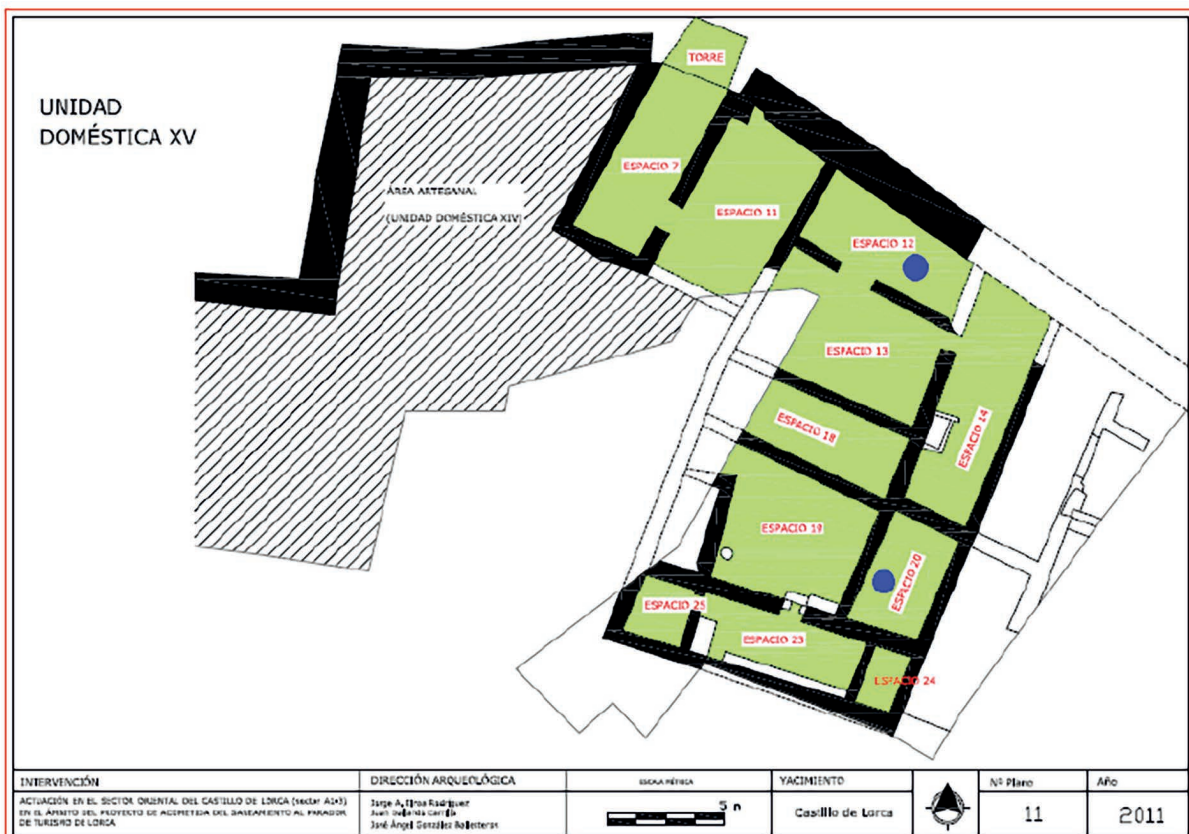 UNIDAD
DOMÉSTICA XV
TORRE
ESPACIO 7
ÁREA ARTESANAL
(UNIDAD DOMÉSTICA XIV)
ESPACIO 11
ESPACIO 12
ESPACIO 13
ESPACIO 14
ESPACIO 18
ESPACIO 19
ESPACIO 20
ESPACIO 25
ESPACIO 23
ESPACIO 24
INTERVENCIÓN
ACTUACIÓN EN EL SECTOR ORIENTAL DEL CASTILLO DE LORCA (sector A1-3)
EN EL ÁMBITO DEL PROYECTO DE ACOMETIDA DEL SANEAMIENTO AL PARADOR
DE TURISMO DE LORCA
DIRECCIÓN ARQUEOLÓGICA
Jorge A. Eiroa Rodríguez
Juan Gallardo Carrillo
José Ángel González Ballesteros
ESCALA MÉTRICA
5 m
YACIMIENTO
Castillo de Lorca
Nº Plano
11
Año
2011